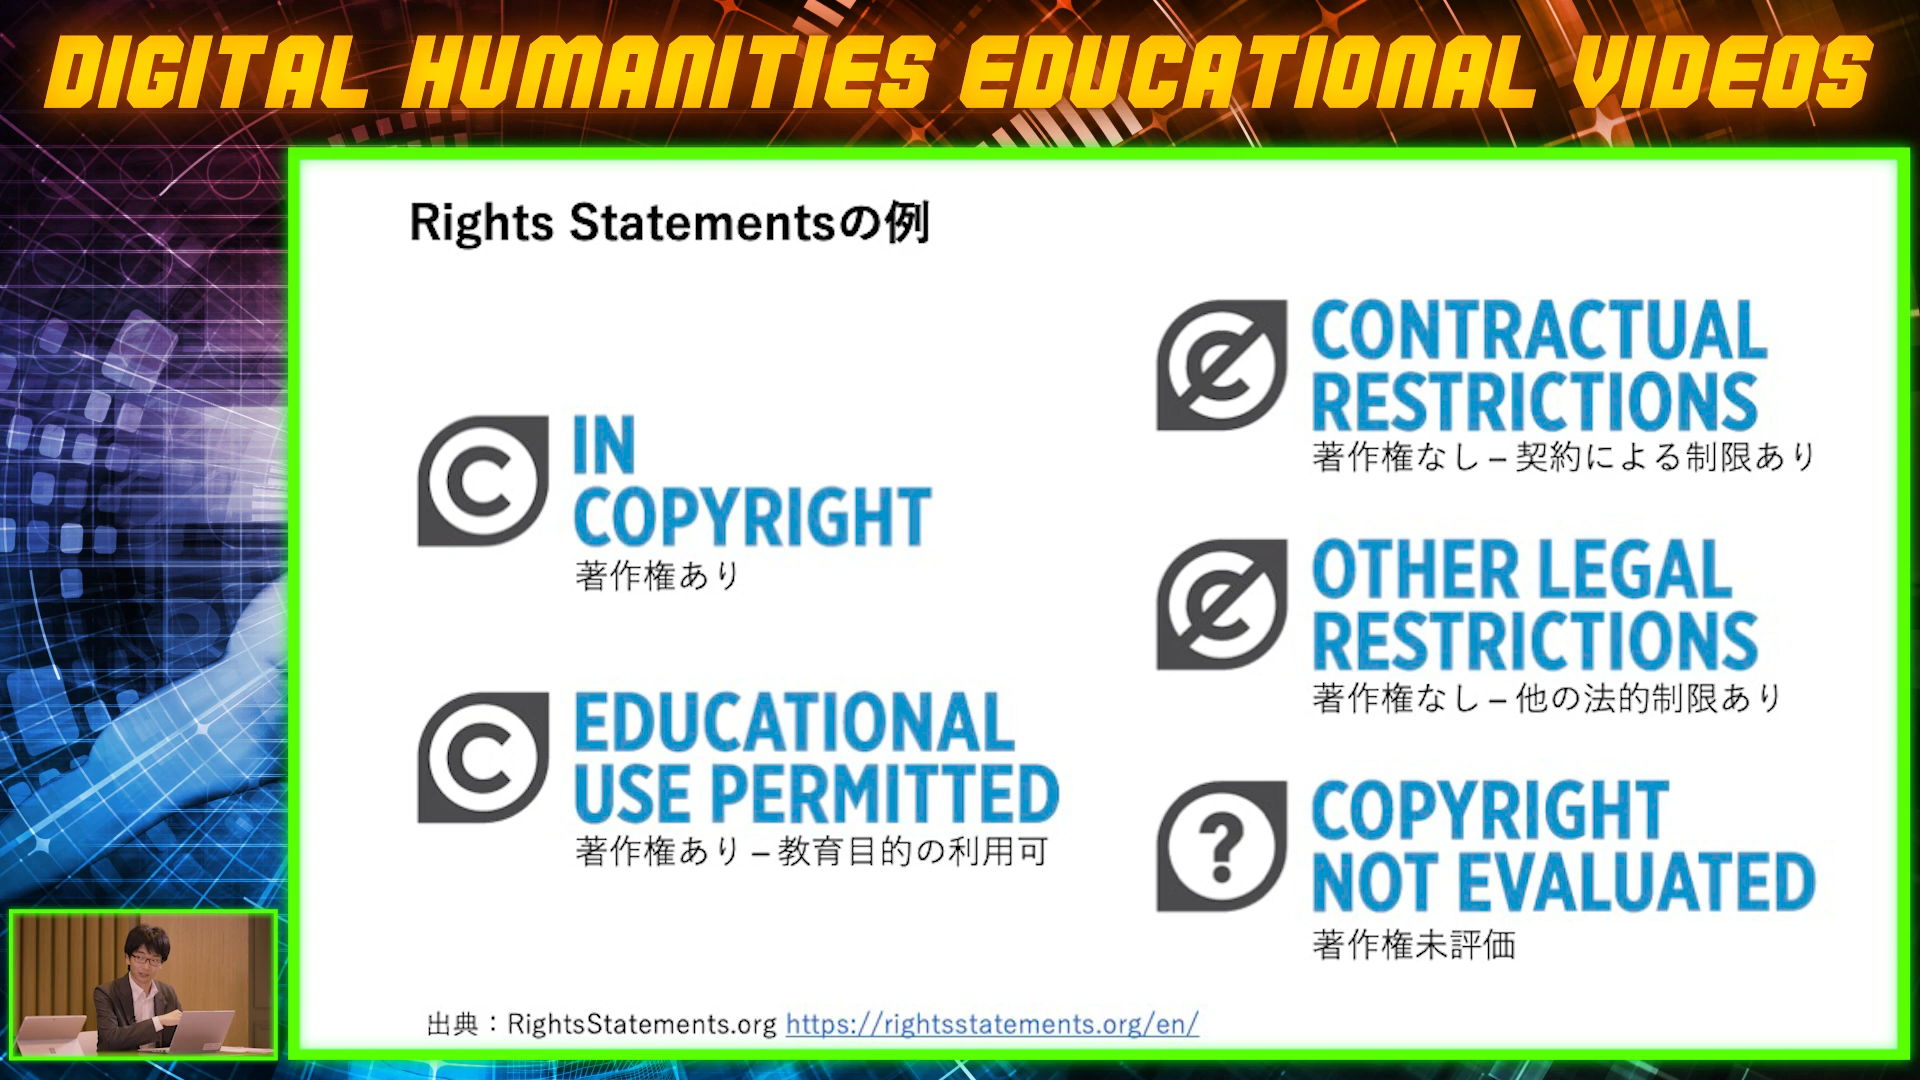 DIGITAL HUMANITIES EDUCATIONAL VIDEOS
Rights Statementsの例
IN
COPYRIGHT
著作権あり
EDUCATIONAL
USE PERMITTED
著作権あり – 教育目的の利用可
CONTRACTUAL
RESTRICTIONS
著作権なし – 契約による制限あり
OTHER LEGAL
RESTRICTIONS
著作権なし – 他の法的制限あり
?
COPYRIGHT
NOT EVALUATED
著作権未評価
出典：RightsStatements.org https://rightsstatements.org/en/